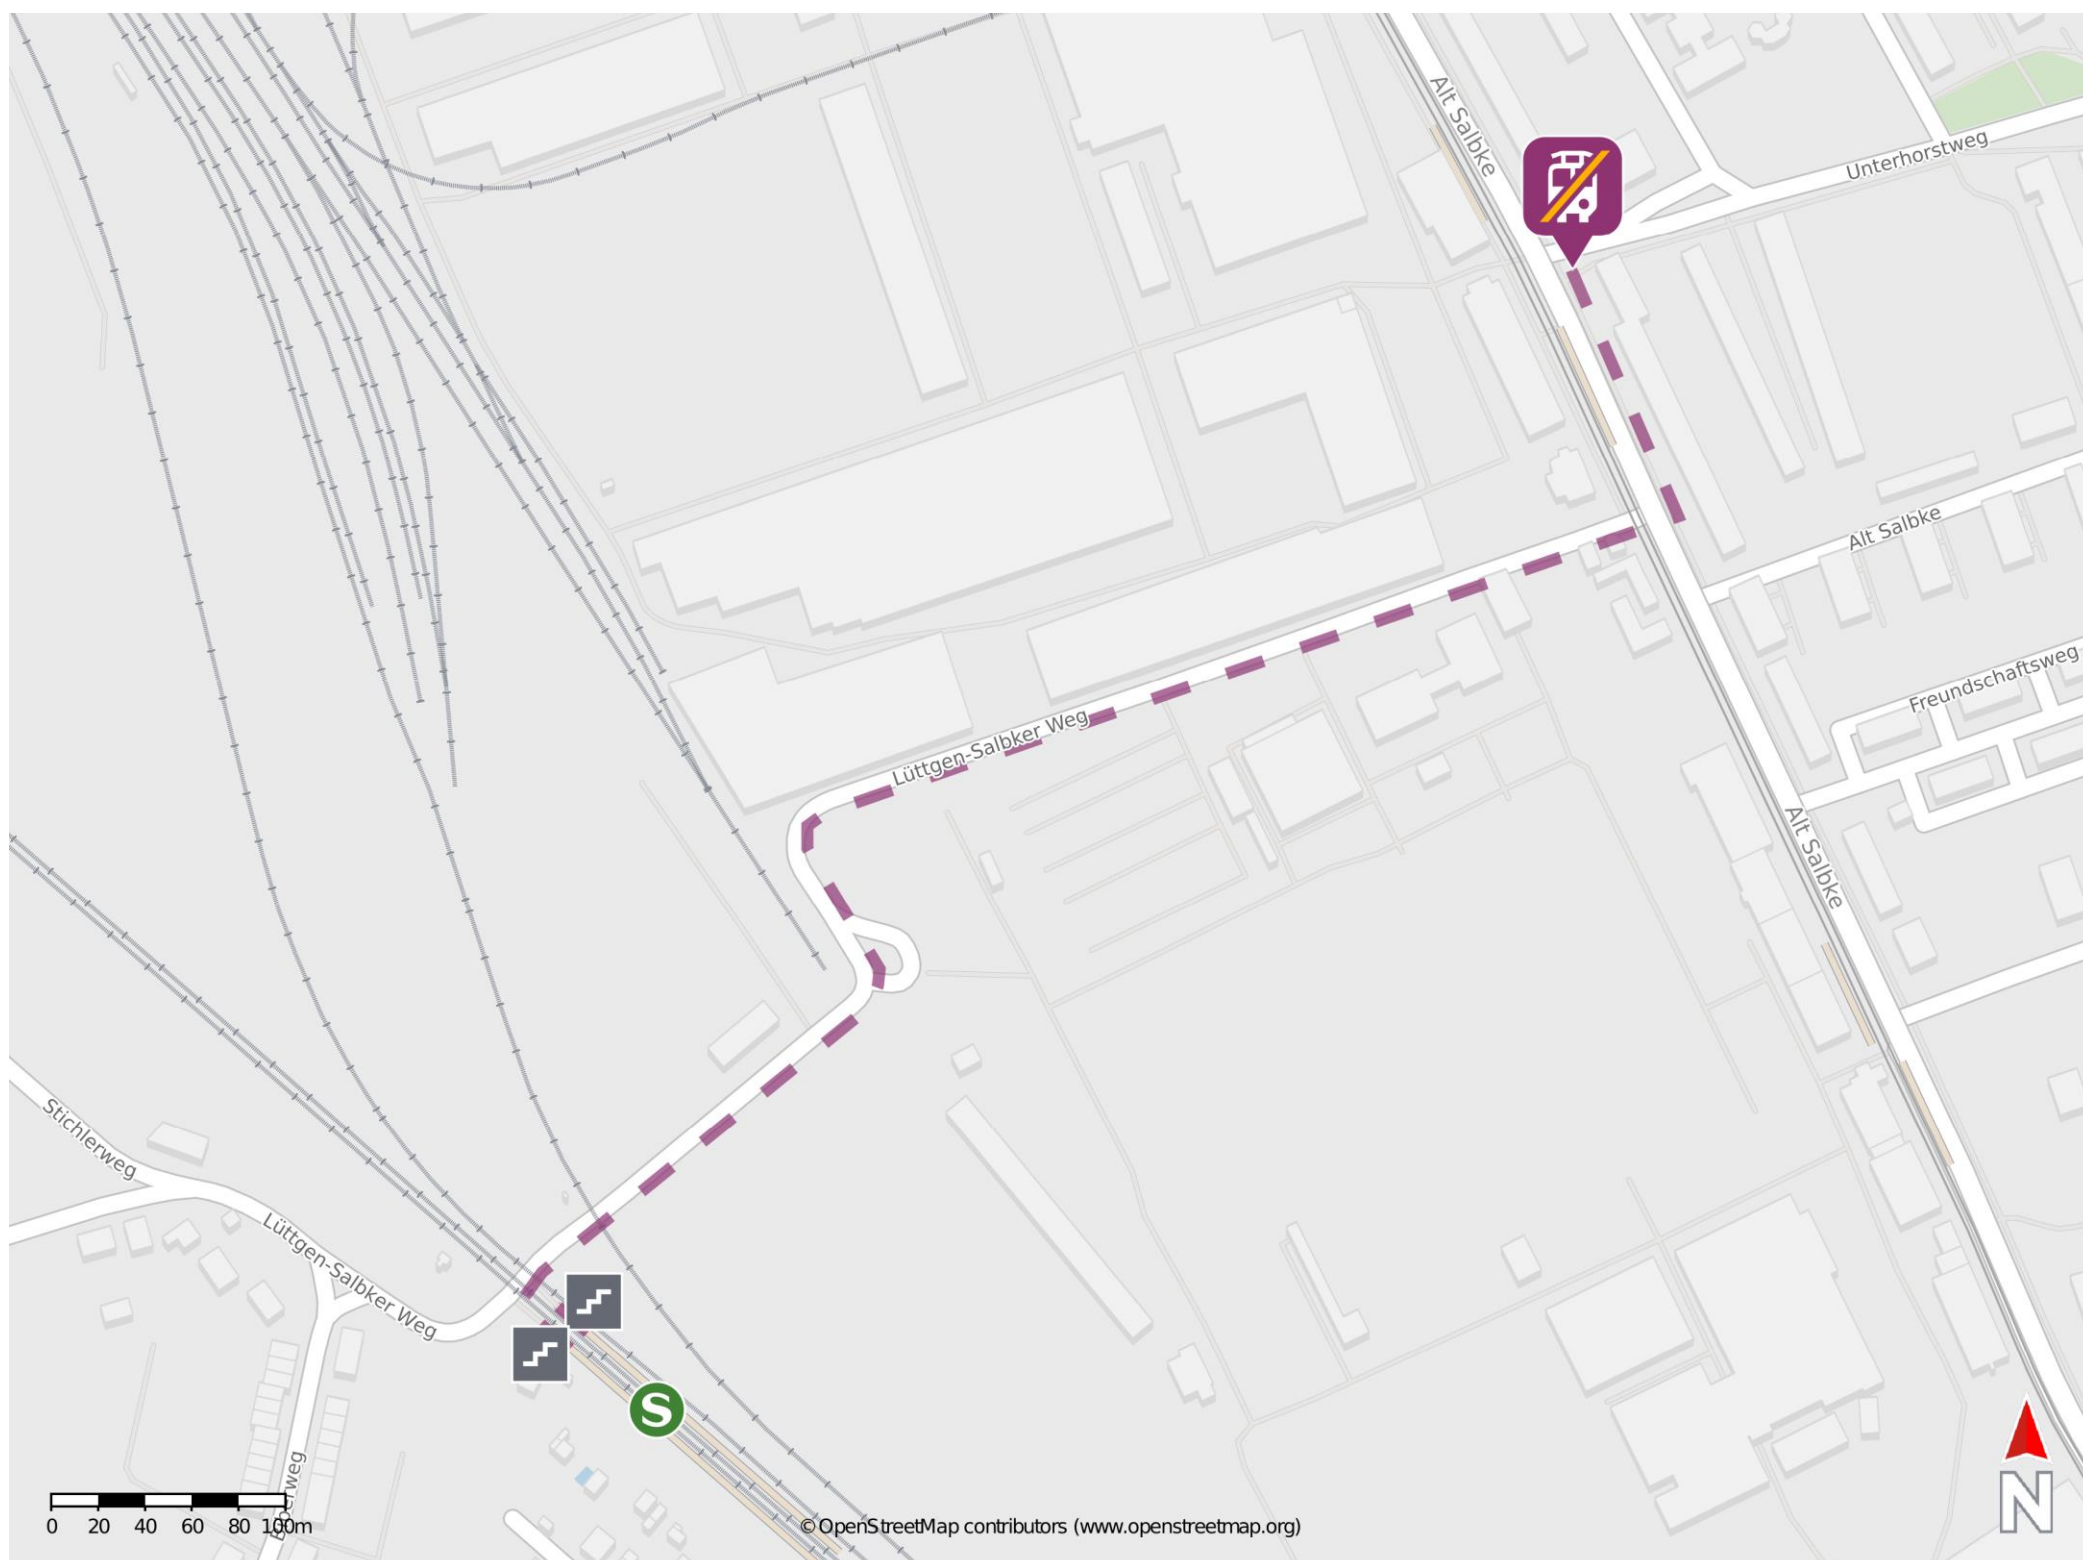 Alt Salbke
Unterhorstweg
Alt Salbke
Freundschaftsweg
Lüttgen-Salbker Weg
Alt Salbke
Stichlerweg
Lüttgen-Salbker Weg
S
0 20 40 60 80 100m
© OpenStreetMap contributors (www.openstreetmap.org)
N